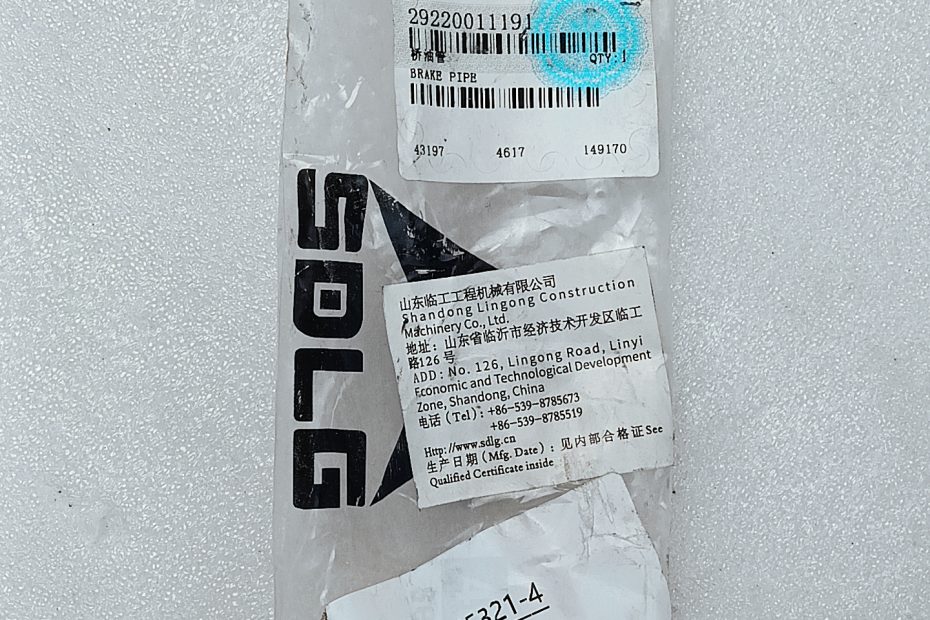 29220011191
桥油管 QTY:1
BRAKE PIPE
43197 4617 149170
SDLG
山东临工工程机械有限公司
Shandong Lingong Construction
Machinery Co., Ltd.
地址：山东省临沂市经济技术开发区临工
路126号
ADD: No. 126, Lingong Road, Linyi
Economic and Technological Development
Zone, Shandong, China
电话（Tel）: +86-539-8785673
+86-539-8785519
Http://www.sdlg.cn
生产日期（Mfg. Date）: 见内部合格证See
Qualified Certificate inside
5321-4